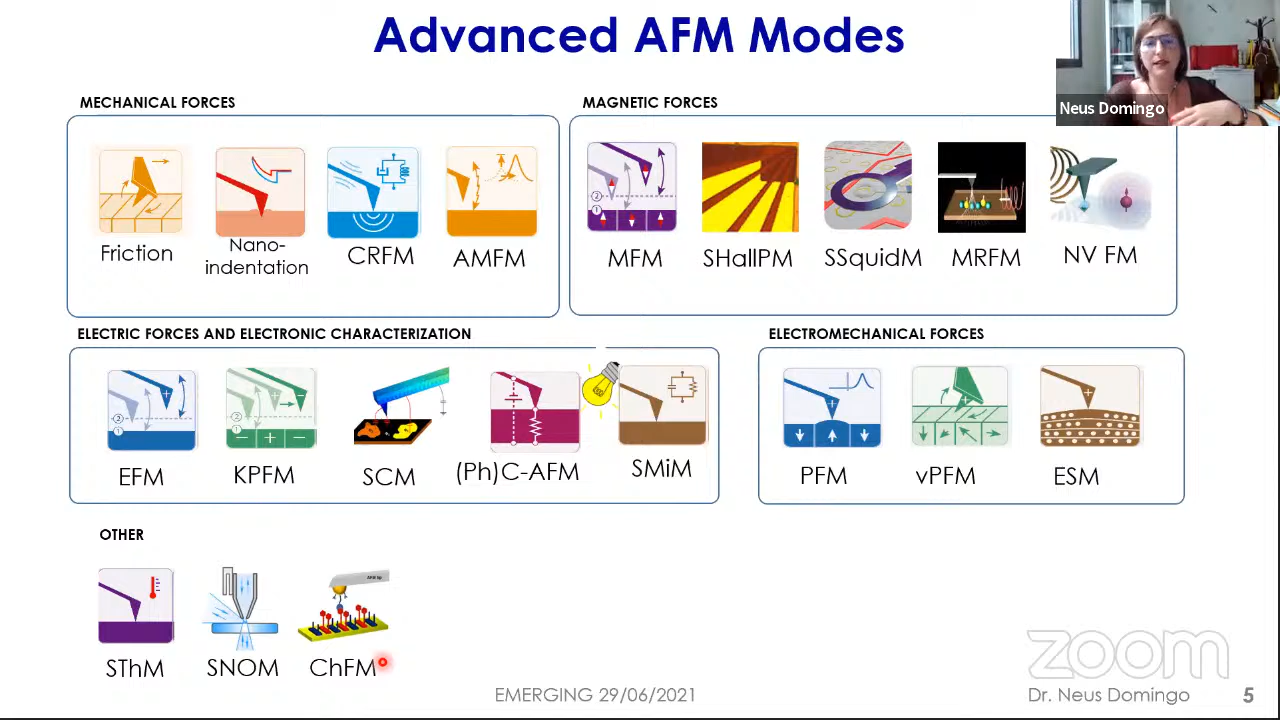 Advanced AFM Modes
Neus Domingo
MECHANICAL FORCES
Friction
Nano-
indentation
CRFM
AMFM
MAGNETIC FORCES
MFM
SHallPM
SSquidM
MRFM
NV FM
ELECTRIC FORCES AND ELECTRONIC CHARACTERIZATION
EFM
KPFM
SCM
(Ph)C-AFM
SMiM
ELECTROMECHANICAL FORCES
PFM
vPFM
ESM
OTHER
SThM
SNOM
ChFM
zoom
EMERGING 29/06/2021
Dr. Neus Domingo
5